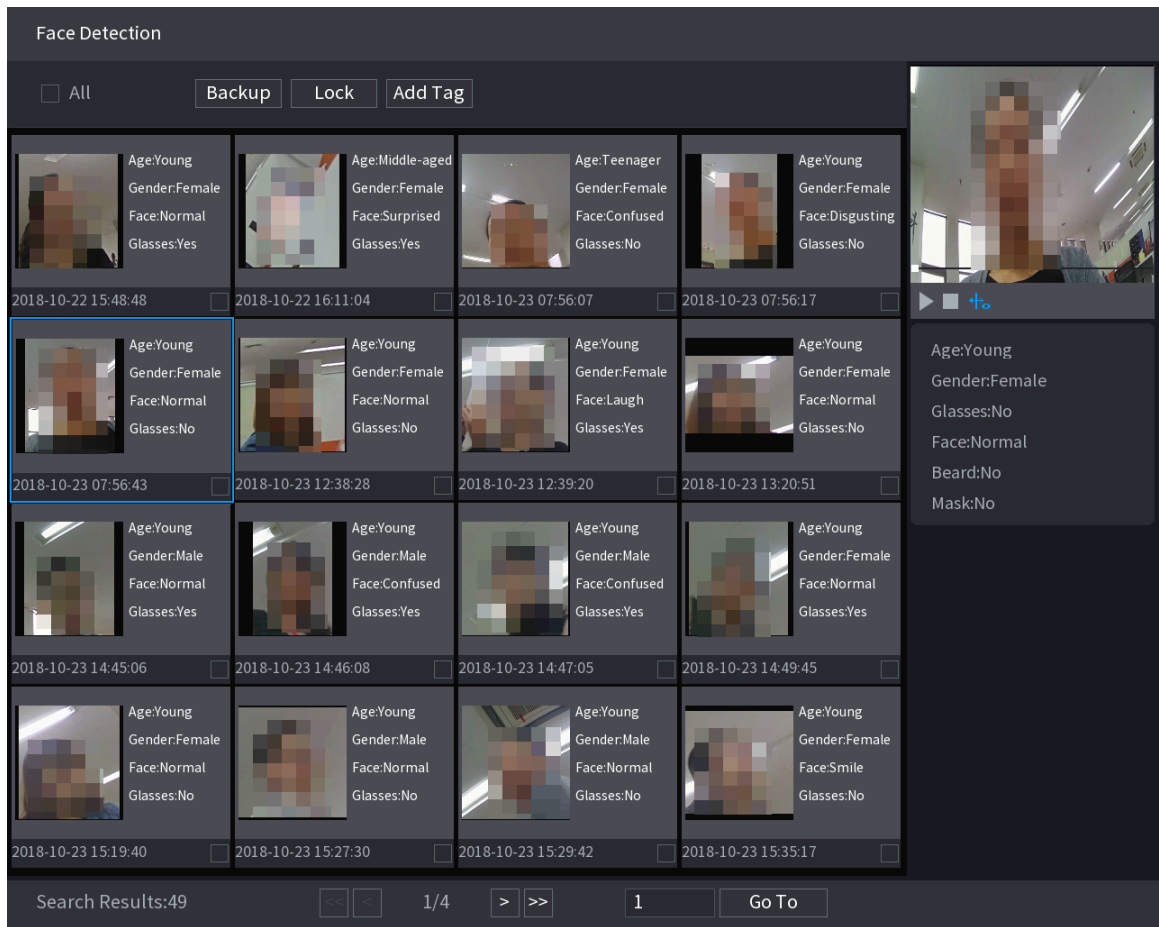 Face Detection
All
Backup
Lock
Add Tag
Age:Young
Gender:Female
Face:Normal
Glasses:Yes
2018-10-22 15:48:48
Age:Middle-aged
Gender:Female
Face:Surprised
Glasses:Yes
2018-10-22 16:11:04
Age:Teenager
Gender:Female
Face:Confused
Glasses:No
2018-10-23 07:56:07
Age:Young
Gender:Female
Face:Disgusting
Glasses:No
2018-10-23 07:56:17
Age:Young
Gender:Female
Face:Normal
Glasses:No
2018-10-23 07:56:43
Age:Young
Gender:Female
Face:Normal
Glasses:No
2018-10-23 12:38:28
Age:Young
Gender:Female
Face:Laugh
Glasses:Yes
2018-10-23 12:39:20
Age:Young
Gender:Female
Face:Normal
Glasses:No
2018-10-23 13:20:51
Age:Young
Gender:Male
Face:Normal
Glasses:Yes
2018-10-23 14:45:06
Age:Young
Gender:Male
Face:Confused
Glasses:Yes
2018-10-23 14:46:08
Age:Young
Gender:Male
Face:Confused
Glasses:Yes
2018-10-23 14:47:05
Age:Young
Gender:Female
Face:Normal
Glasses:Yes
2018-10-23 14:49:45
Age:Young
Gender:Female
Face:Normal
Glasses:No
2018-10-23 15:19:40
Age:Young
Gender:Male
Face:Normal
Glasses:No
2018-10-23 15:27:30
Age:Young
Gender:Male
Face:Normal
Glasses:No
2018-10-23 15:29:42
Age:Young
Gender:Female
Face:Smile
Glasses:No
2018-10-23 15:35:17
Age:Young
Gender:Female
Glasses:No
Face:Normal
Beard:No
Mask:No
Search Results:49
<<
<
1/4
>
>>
1
Go To